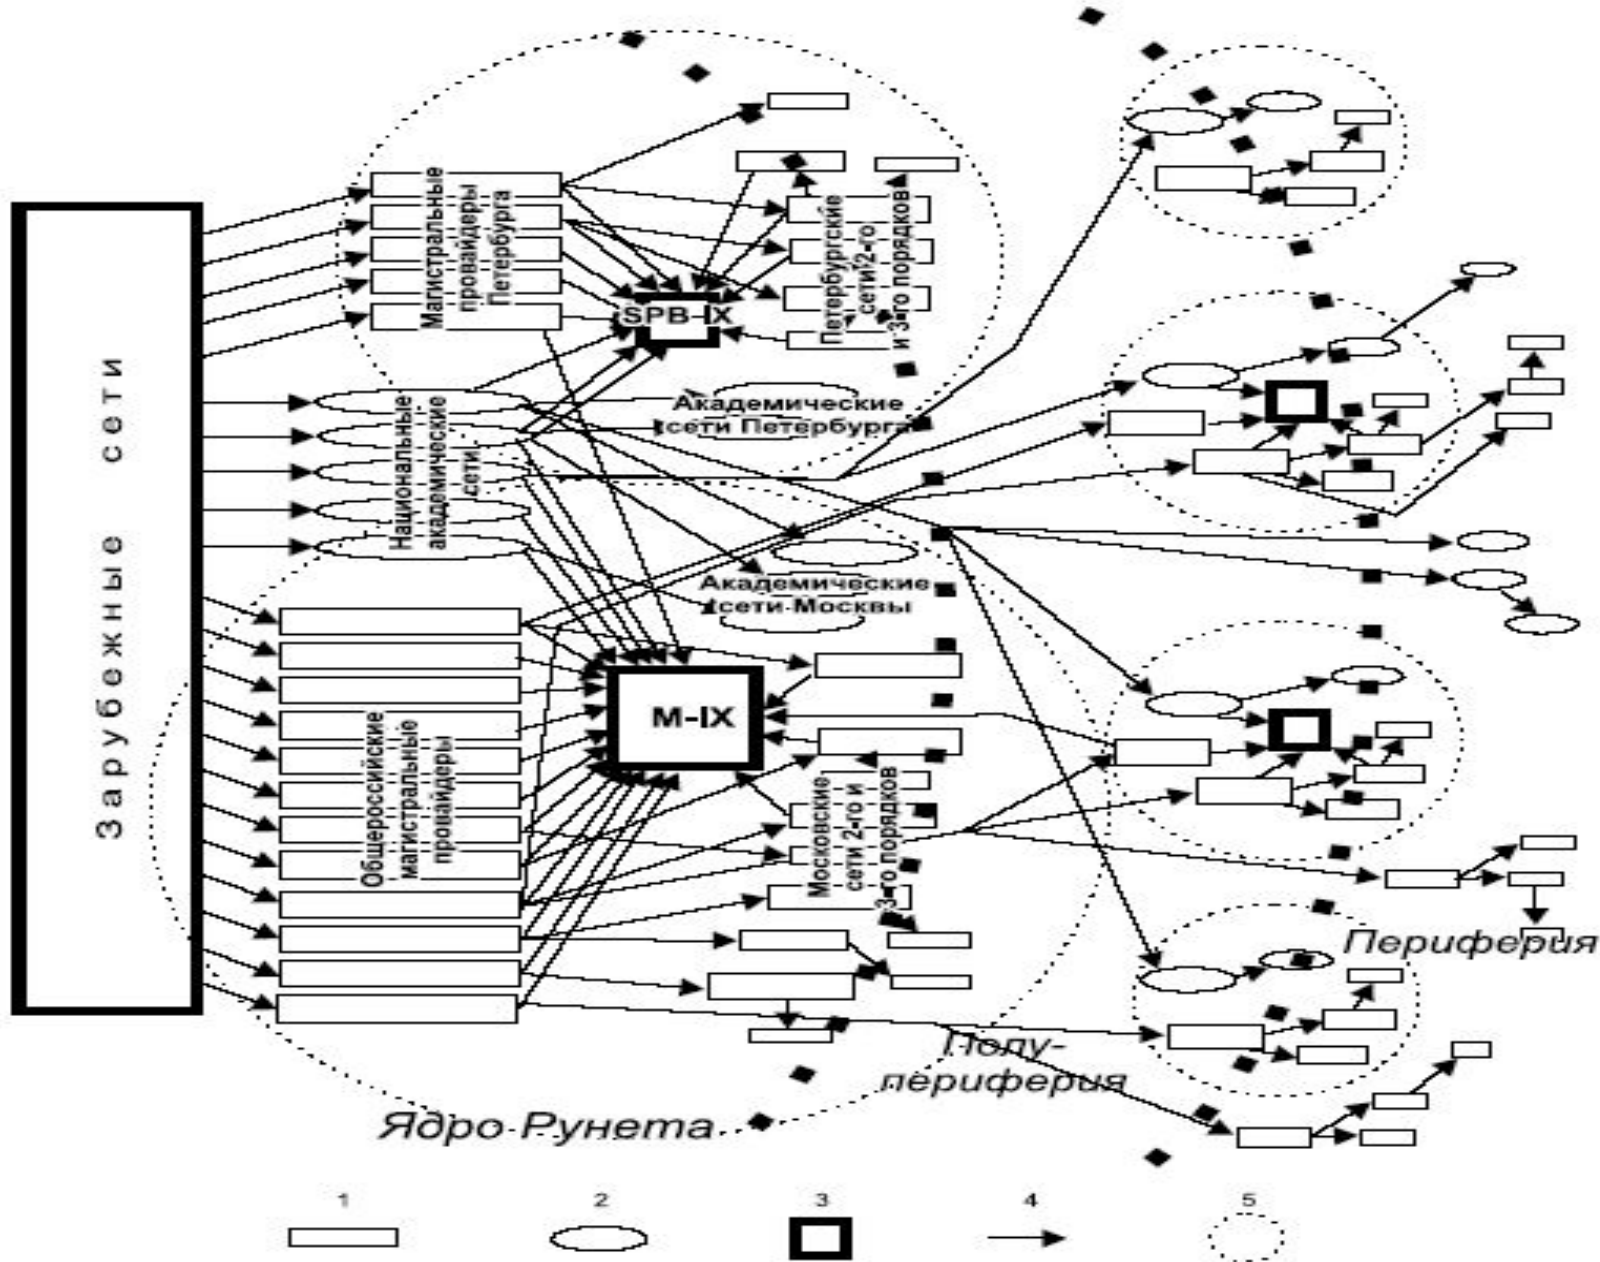 Зарубежные сети
Магистральные
провайдеры
Петербурга
SPB-IX
Петербургские
сети 2-го
и 3-го порядков
Национальные
академические
сети
Академические
сети Петербурга
Академические
сети Москвы
M-IX
Общероссийские
магистральные
провайдеры
Московские
сети 2-го и
3-го порядков
Периферия
Полу-
периферия
Ядро Рунета
1 2 3 4 5